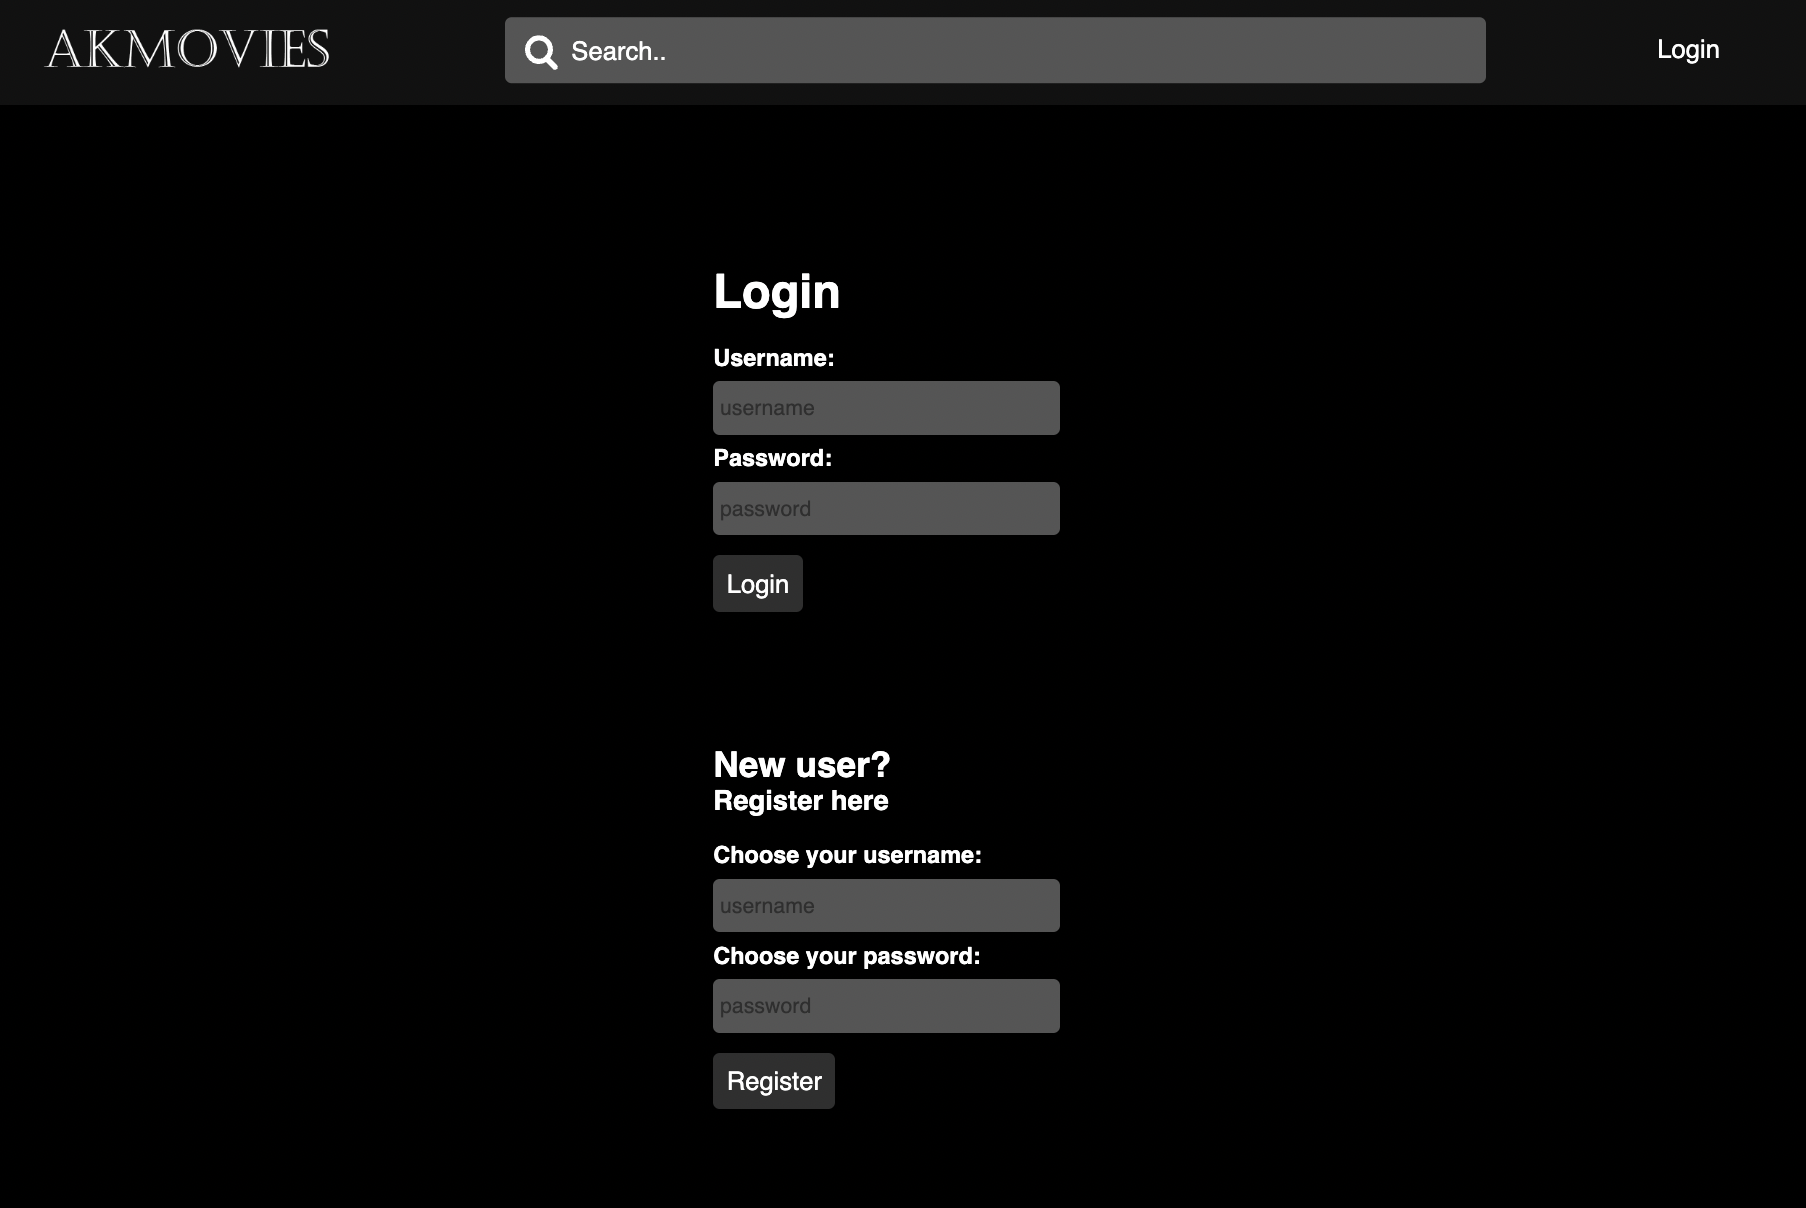 AKMOVIES
Search..
Login
Login
Username:
username
Password:
password
Login
New user?
Register here
Choose your username:
username
Choose your password:
password
Register